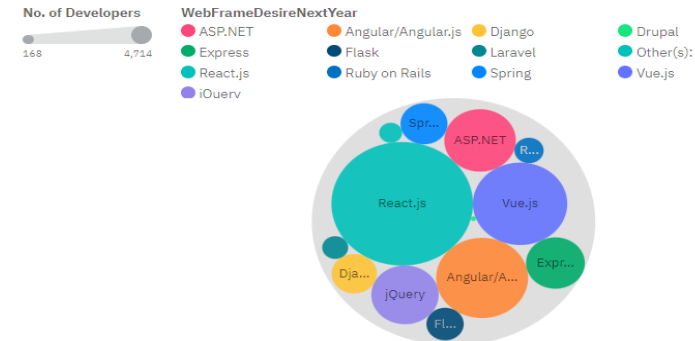 No. of Developers
168 4,714
WebFrameDesireNextYear
ASP.NET Angular/Angular.js Django Drupal
Express Flask Laravel Other(s):
React.js Ruby on Rails Spring Vue.js
jQuery
Spr...
ASP.NET
R...
React.js
Vue.js
Expr...
Dja...
Angular/A...
jQuery
Fl...